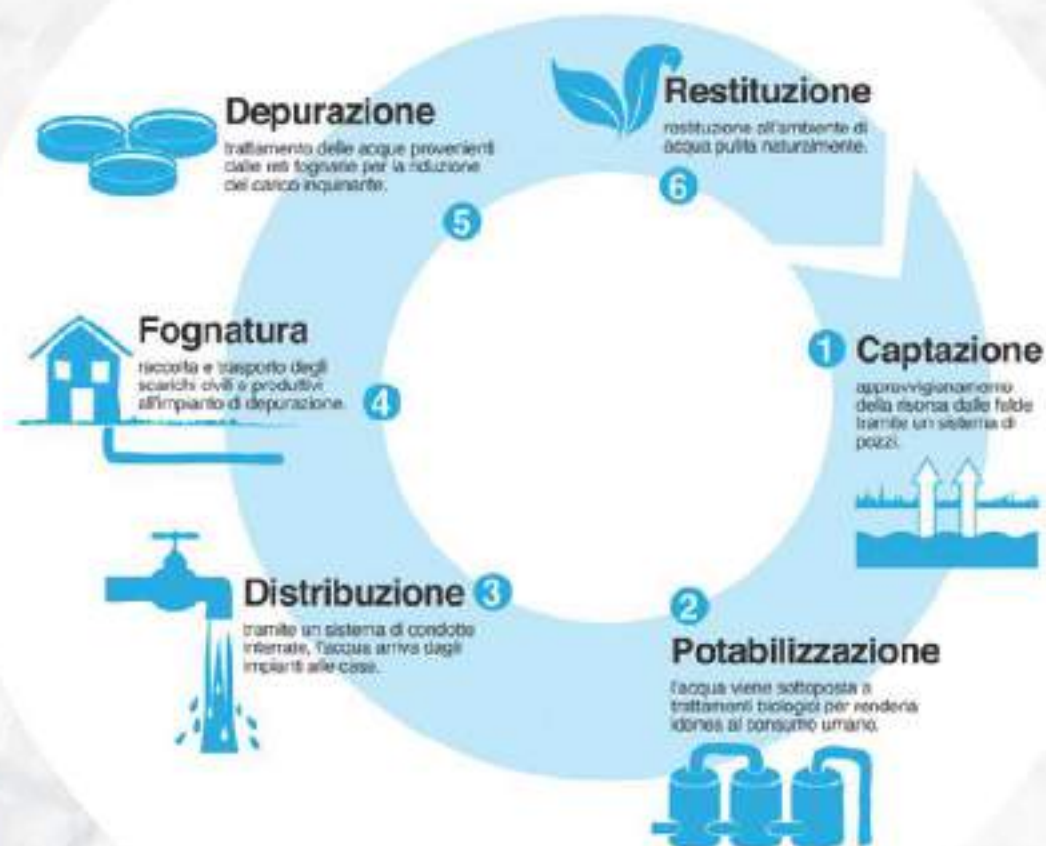 1 Captazione
approvvigionamento
della risorsa dalle falde
tramite un sistema di
pozzi.
2
Potabilizzazione
l'acqua viene sottoposta a
trattamenti biologici per renderla
idonea al consumo umano.
Distribuzione 3
tramite un sistema di condotte
interrate, l'acqua arriva dagli
impianti alle case.
Fognatura
raccolta e trasporto degli
scarichi civili e produttivi
all'impianto di depurazione.
4
Depurazione
trattamento delle acque provenienti
dalle reti fognarie per la riduzione
del carico inquinante.
5
Restituzione
restituzione all'ambiente di
acqua pulita naturalmente.
6